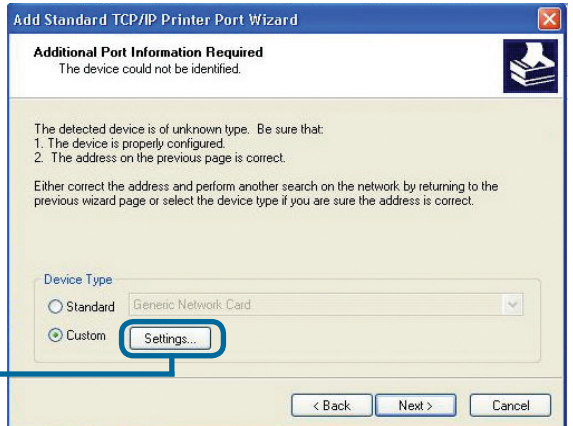 Add Standard TCP/IP Printer Port Wizard
Additional Port Information Required
The device could not be identified.
The detected device is of unknown type. Be sure that:
1. The device is properly configured.
2. The address on the previous page is correct.
Either correct the address and perform another search on the network by returning to the
previous wizard page or select the device type if you are sure the address is correct.
Device Type
Standard
Generic Network Card
Custom
Settings...
< Back
Next >
Cancel